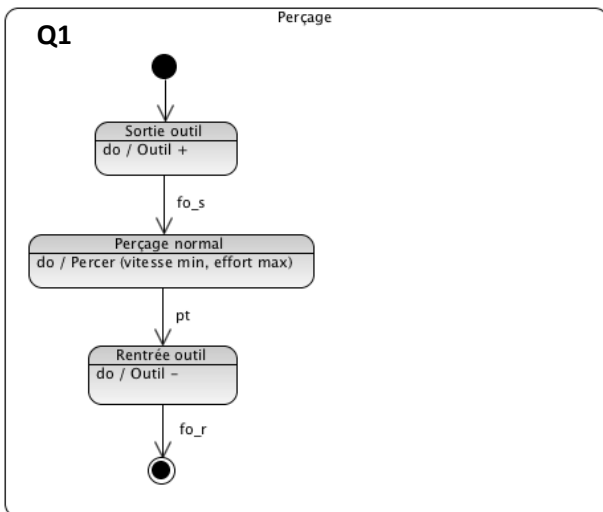 Perçage
Q1
Sortie outil
do / Outil +
fo_s
Perçage normal
do / Percer (vitesse min, effort max)
pt
Rentrée outil
do / Outil -
fo_r